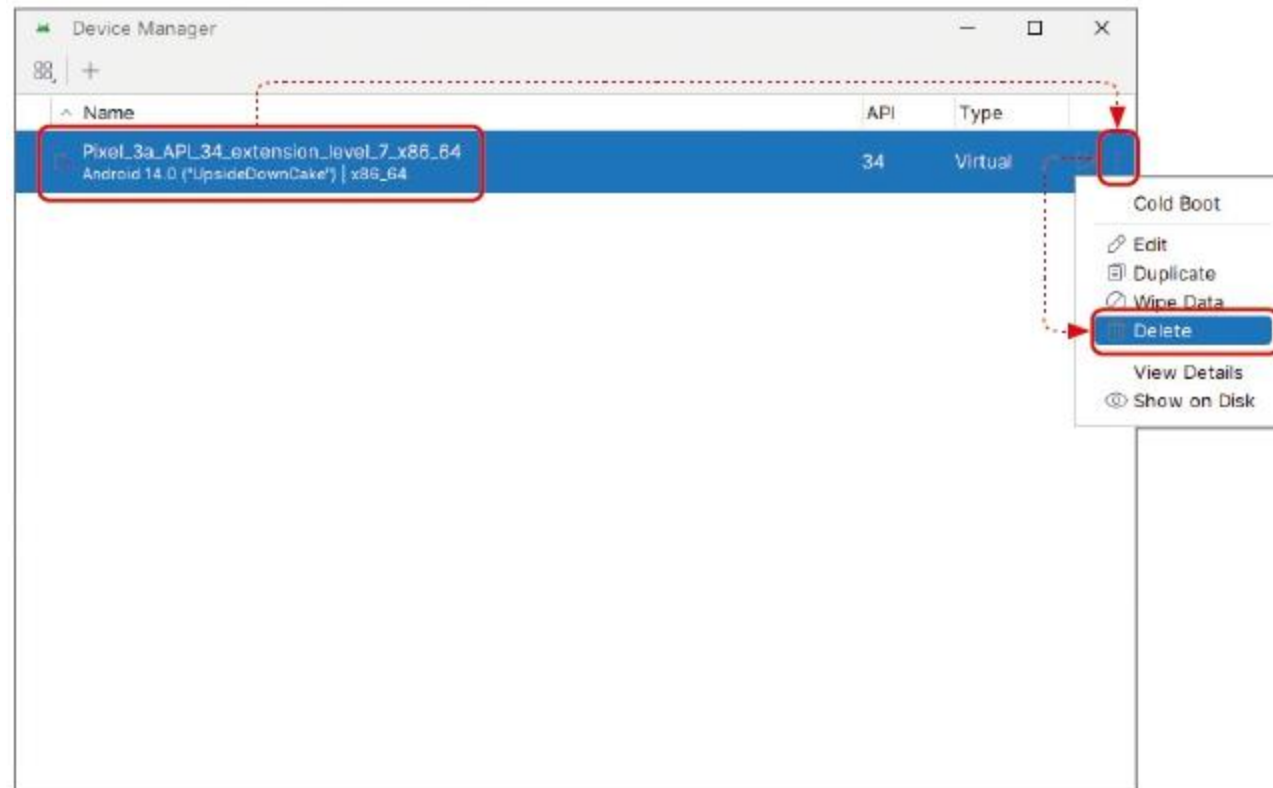 Device Manager
Name API Type
Pixel_3a_API_34_extension_level_7_x86_64 34 Virtual
Android 14.0 ("UpsideDownCake") | x86_64
Cold Boot
Edit
Duplicate
Wipe Data
Delete
View Details
Show on Disk